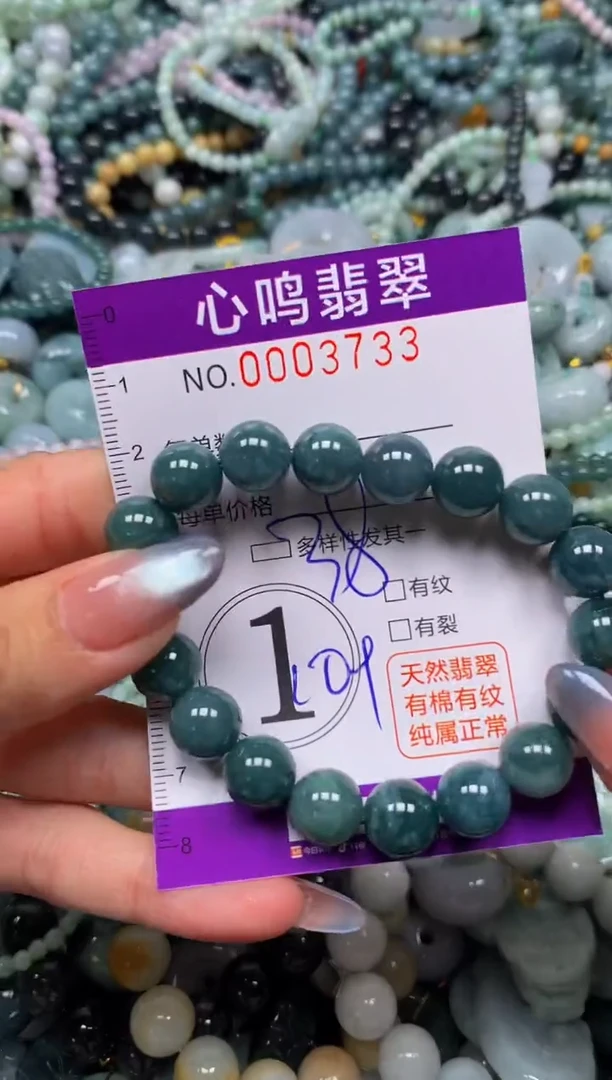 心鸣翡翠
NO.0003733
0
1
2
每单价格
38
多样性发其一
有纹
有裂
1
天然翡翠
有棉有纹
纯属正常
7
8